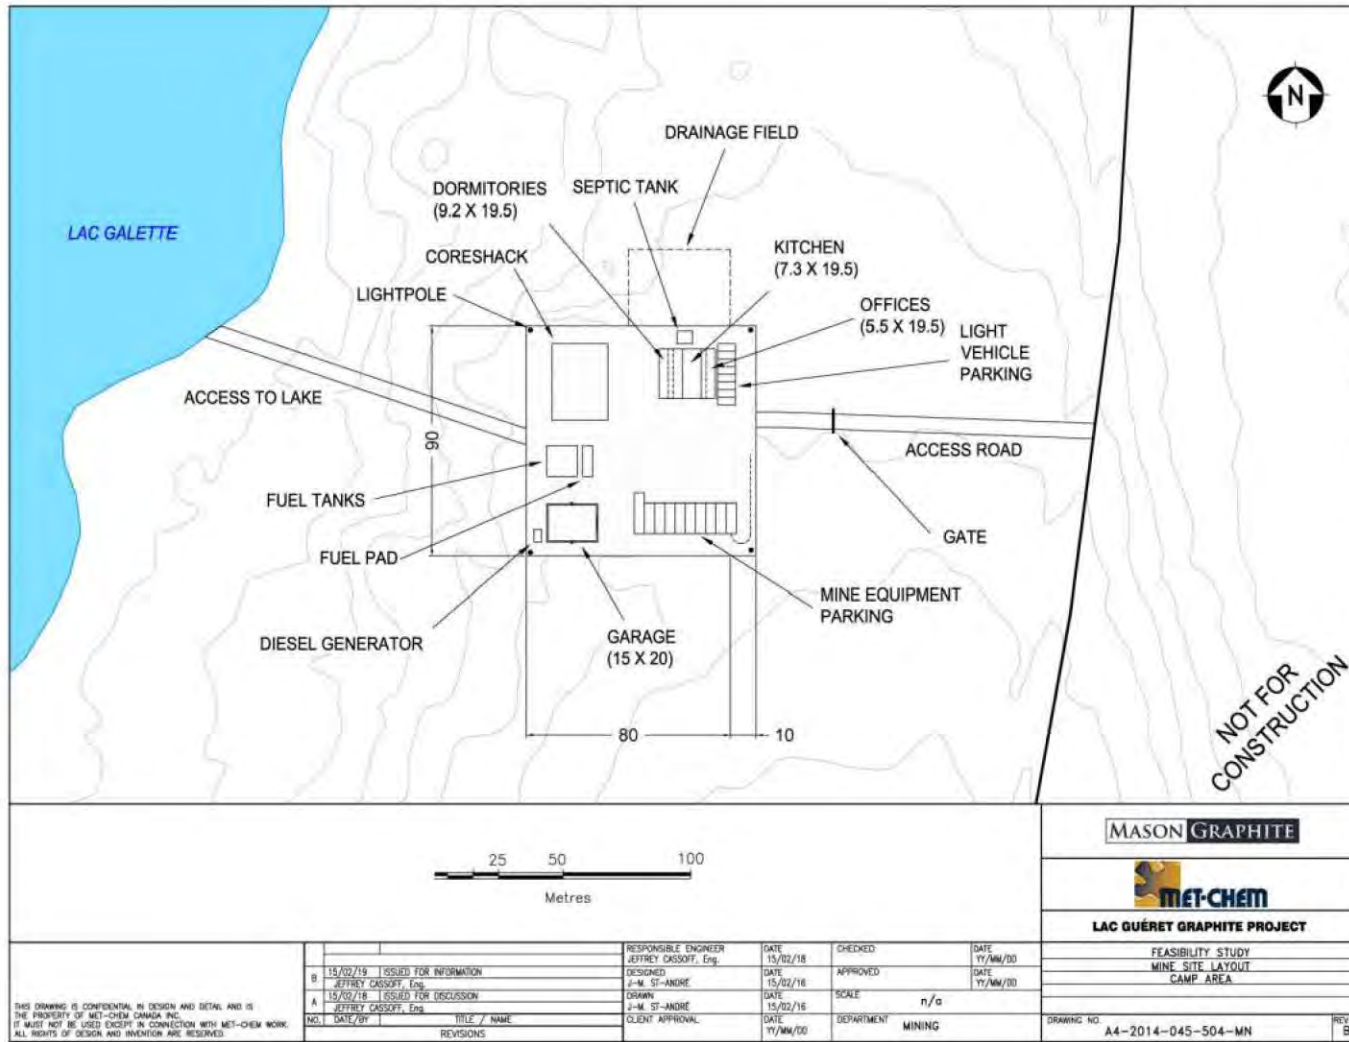 N
DRAINAGE FIELD
DORMITORIES
(9.2 X 19.5)
SEPTIC TANK
LAC GALETTE
KITCHEN
(7.3 X 19.5)
CORESHACK
LIGHTPOLE
OFFICES
(5.5 X 19.5)
LIGHT
VEHICLE
PARKING
ACCESS TO LAKE
90
ACCESS ROAD
FUEL TANKS
GATE
FUEL PAD
MINE EQUIPMENT
PARKING
DIESEL GENERATOR
GARAGE
(15 X 20)
NOT FOR
CONSTRUCTION
80
10
25 50 100
Metres
MASON GRAPHITE
MET-CHEM
LAC GUÉRET GRAPHITE PROJECT
FEASIBILITY STUDY
MINE SITE LAYOUT
CAMP AREA
DRAWING NO.
A4-2014-045-504-MN
REV
B
THIS DRAWING IS CONFIDENTIAL IN DESIGN AND DETAIL AND IS
THE PROPERTY OF MET-CHEM CANADA INC.
IT MUST NOT BE USED EXCEPT IN CONNECTION WITH MET-CHEM WORK.
ALL RIGHTS OF DESIGN AND INVENTION ARE RESERVED.
B 15/02/19 ISSUED FOR INFORMATION
JEFFREY CASSOFF, Eng.
A 15/02/18 ISSUED FOR DISCUSSION
JEFFREY CASSOFF, Eng.
NO. DATE/BY TITLE / NAME
REVISIONS
RESPONSIBLE ENGINEER DATE CHECKED DATE
JEFFREY CASSOFF, Eng. 15/02/18 YY/MM/DD
DESIGNED DATE APPROVED DATE
J-M. ST-ANDRÉ 15/02/16 YY/MM/DD
DRAWN DATE SCALE
J-M. ST-ANDRÉ 15/02/16 n/a
CLIENT APPROVAL DATE DEPARTMENT
YY/MM/DD MINING